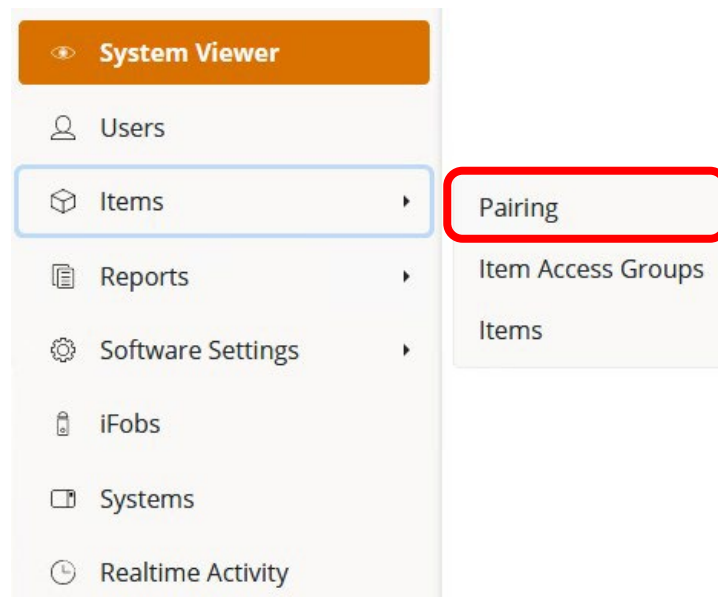 System Viewer
Users
Items
Pairing
Item Access Groups
Items
Reports
Software Settings
iFobs
Systems
Realtime Activity